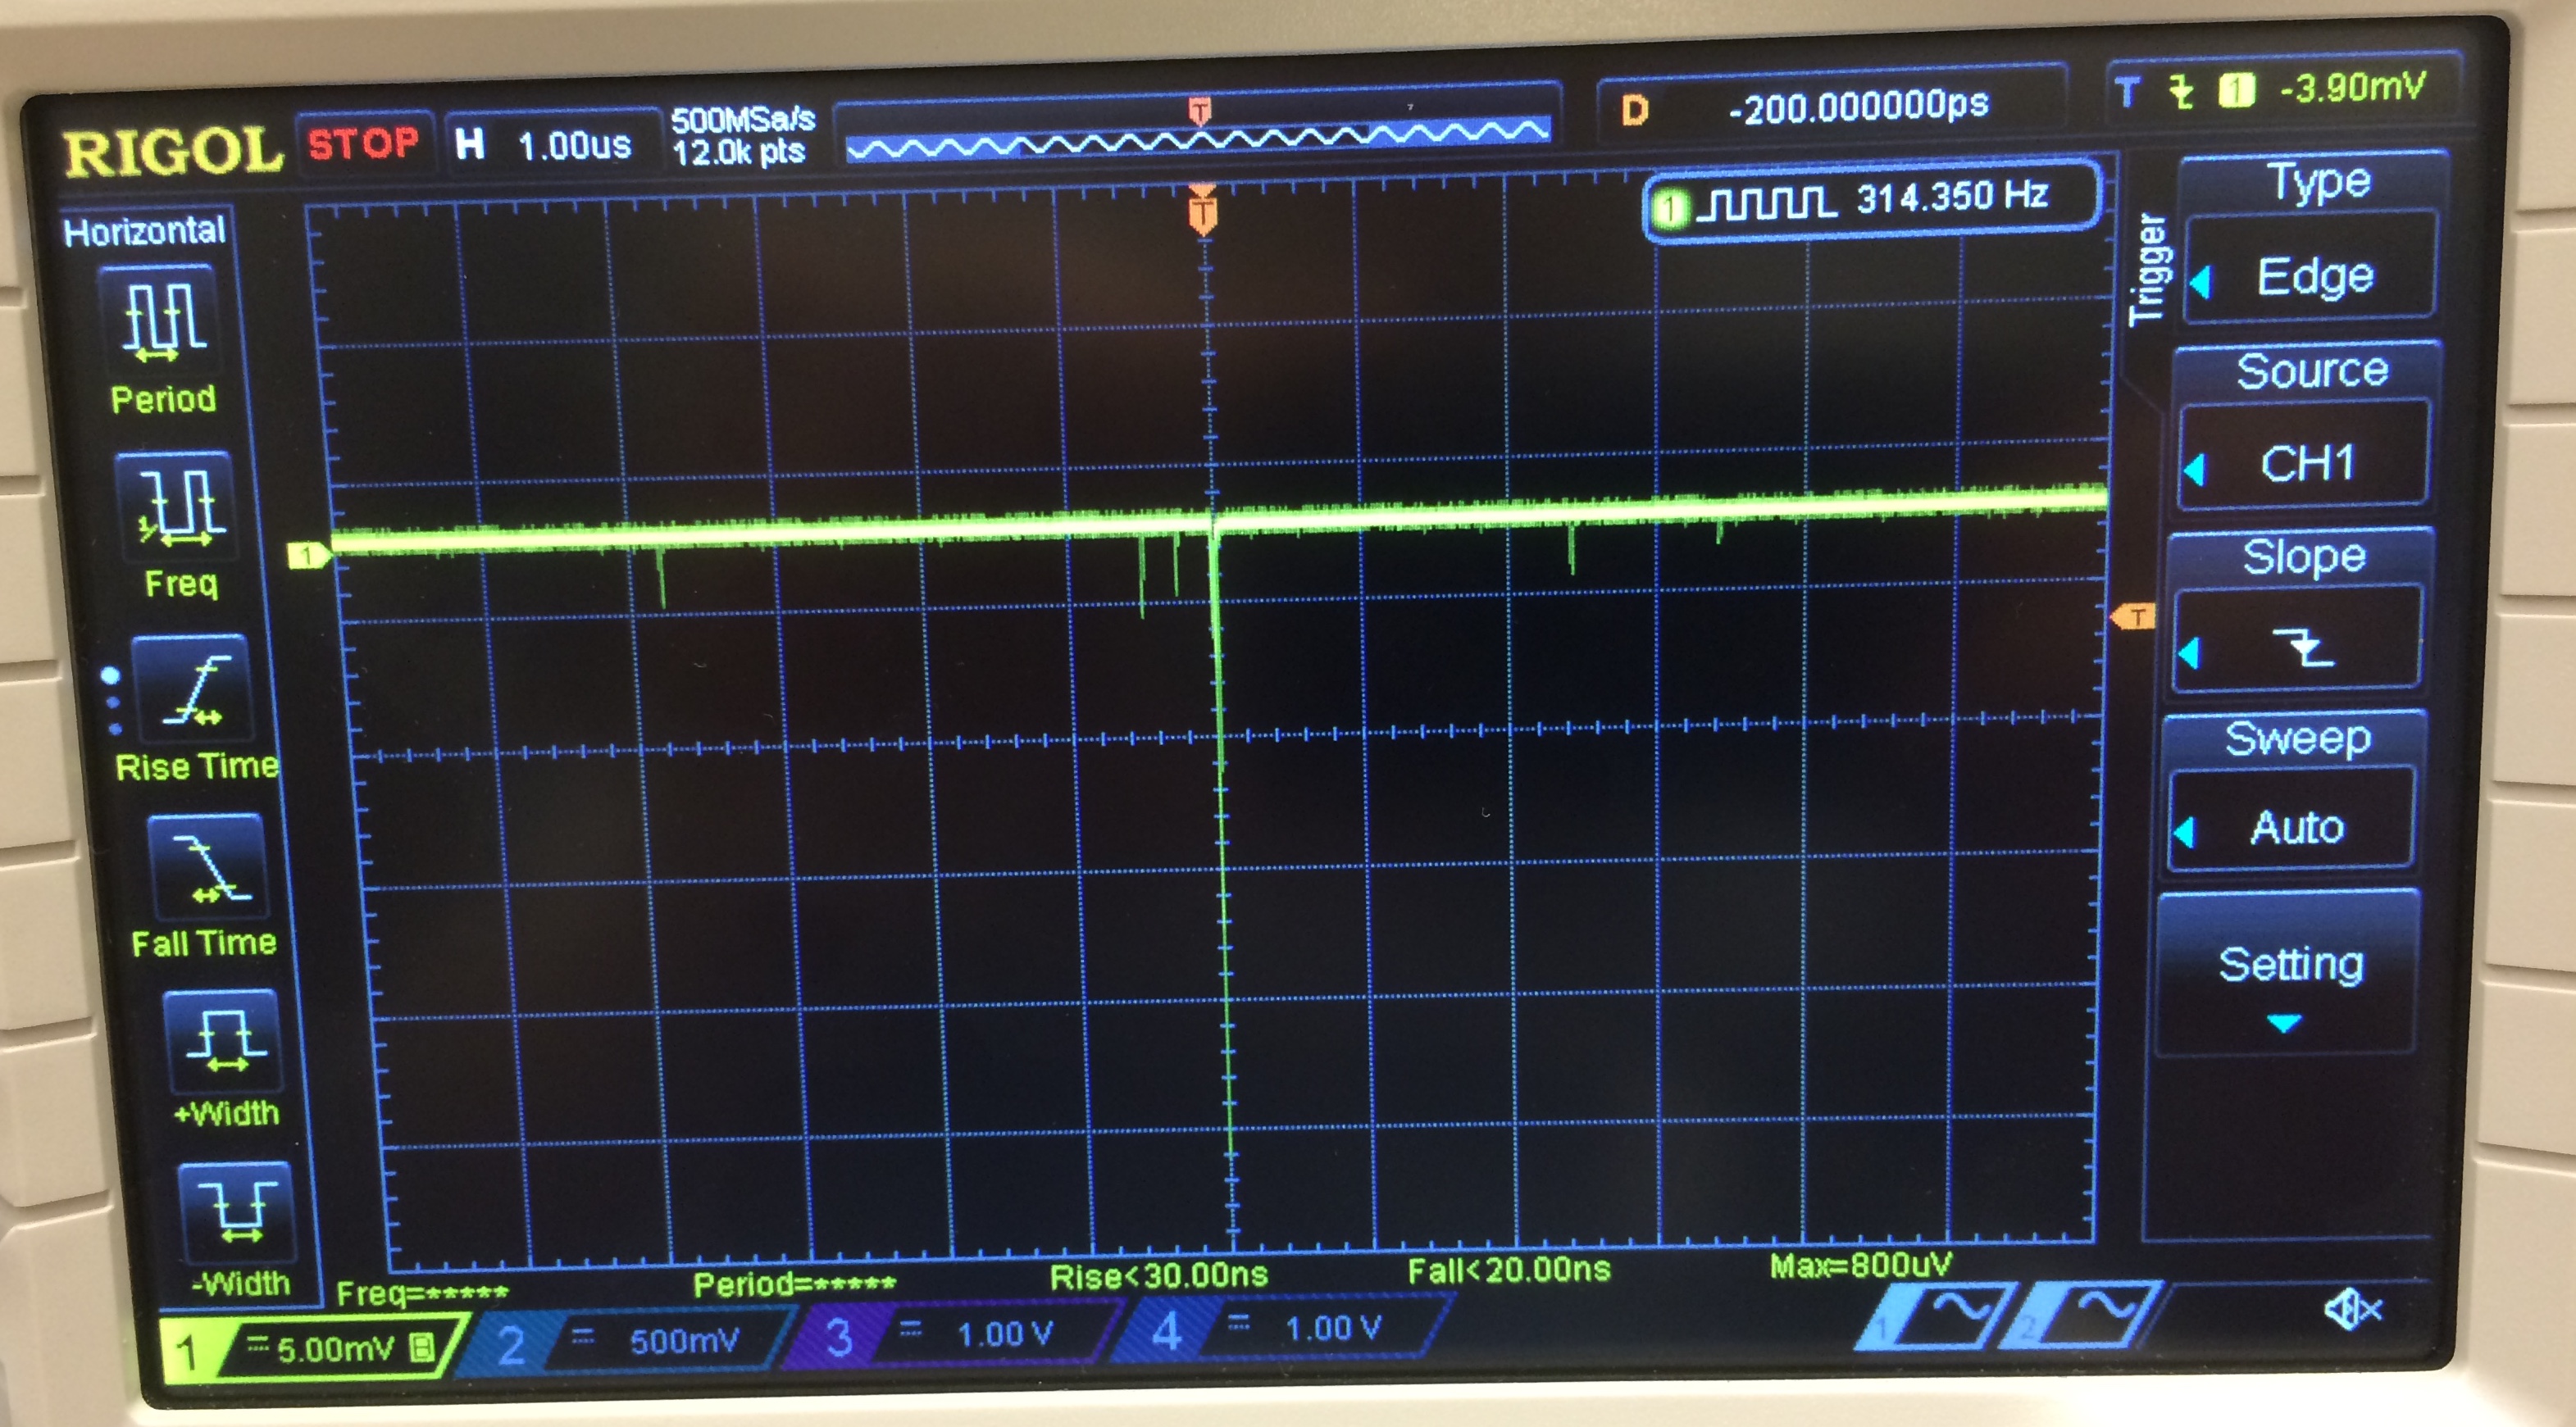 RIGOL STOP H 1.00us 500MSa/s D -200.000000ps T 1 -3.90mV
12.0k pts
T
Horizontal
T
1 314.350 Hz
Trigger
Type
Edge
Period
Source
CH1
1
Freq
Slope
T
Rise Time
Sweep
Auto
Fall Time
Setting
+Width
-Width
Freq=***** Period=***** Rise<30.00ns Fall<20.00ns Max=800uV
1 5.00mV B 2 500mV 3 1.00 V 4 1.00 V 1 2